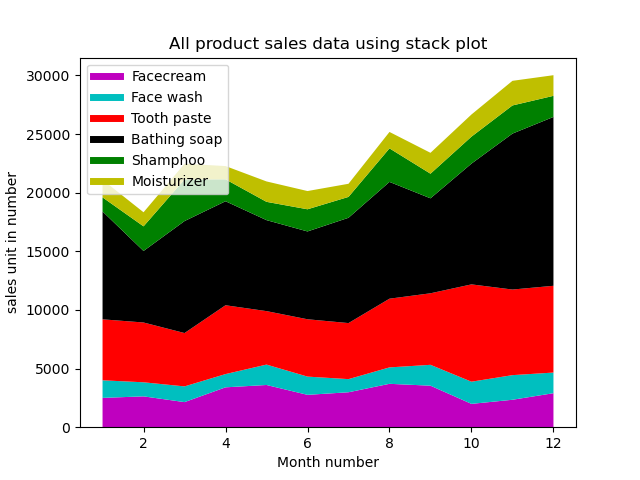 All product sales data using stack plot
30000
25000
20000
15000
10000
5000
0
sales unit in number
Facecream
Face wash
Tooth paste
Bathing soap
Shamphoo
Moisturizer
2 4 6 8 10 12
Month number